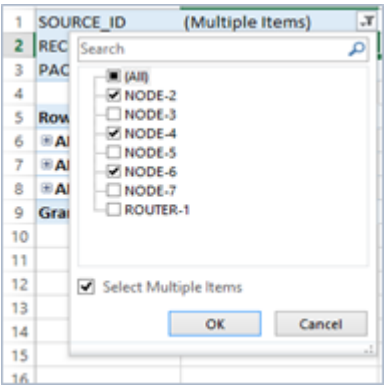 1 SOURCE_ID (Multiple Items)
2 REC
3 PAC
4
5 Row
6 Al
7 Al
8 Al
9 Gra
10
11
12
13
14
15
16
Search
(All)
NODE-2
NODE-3
NODE-4
NODE-5
NODE-6
NODE-7
ROUTER-1
Select Multiple Items
OK Cancel